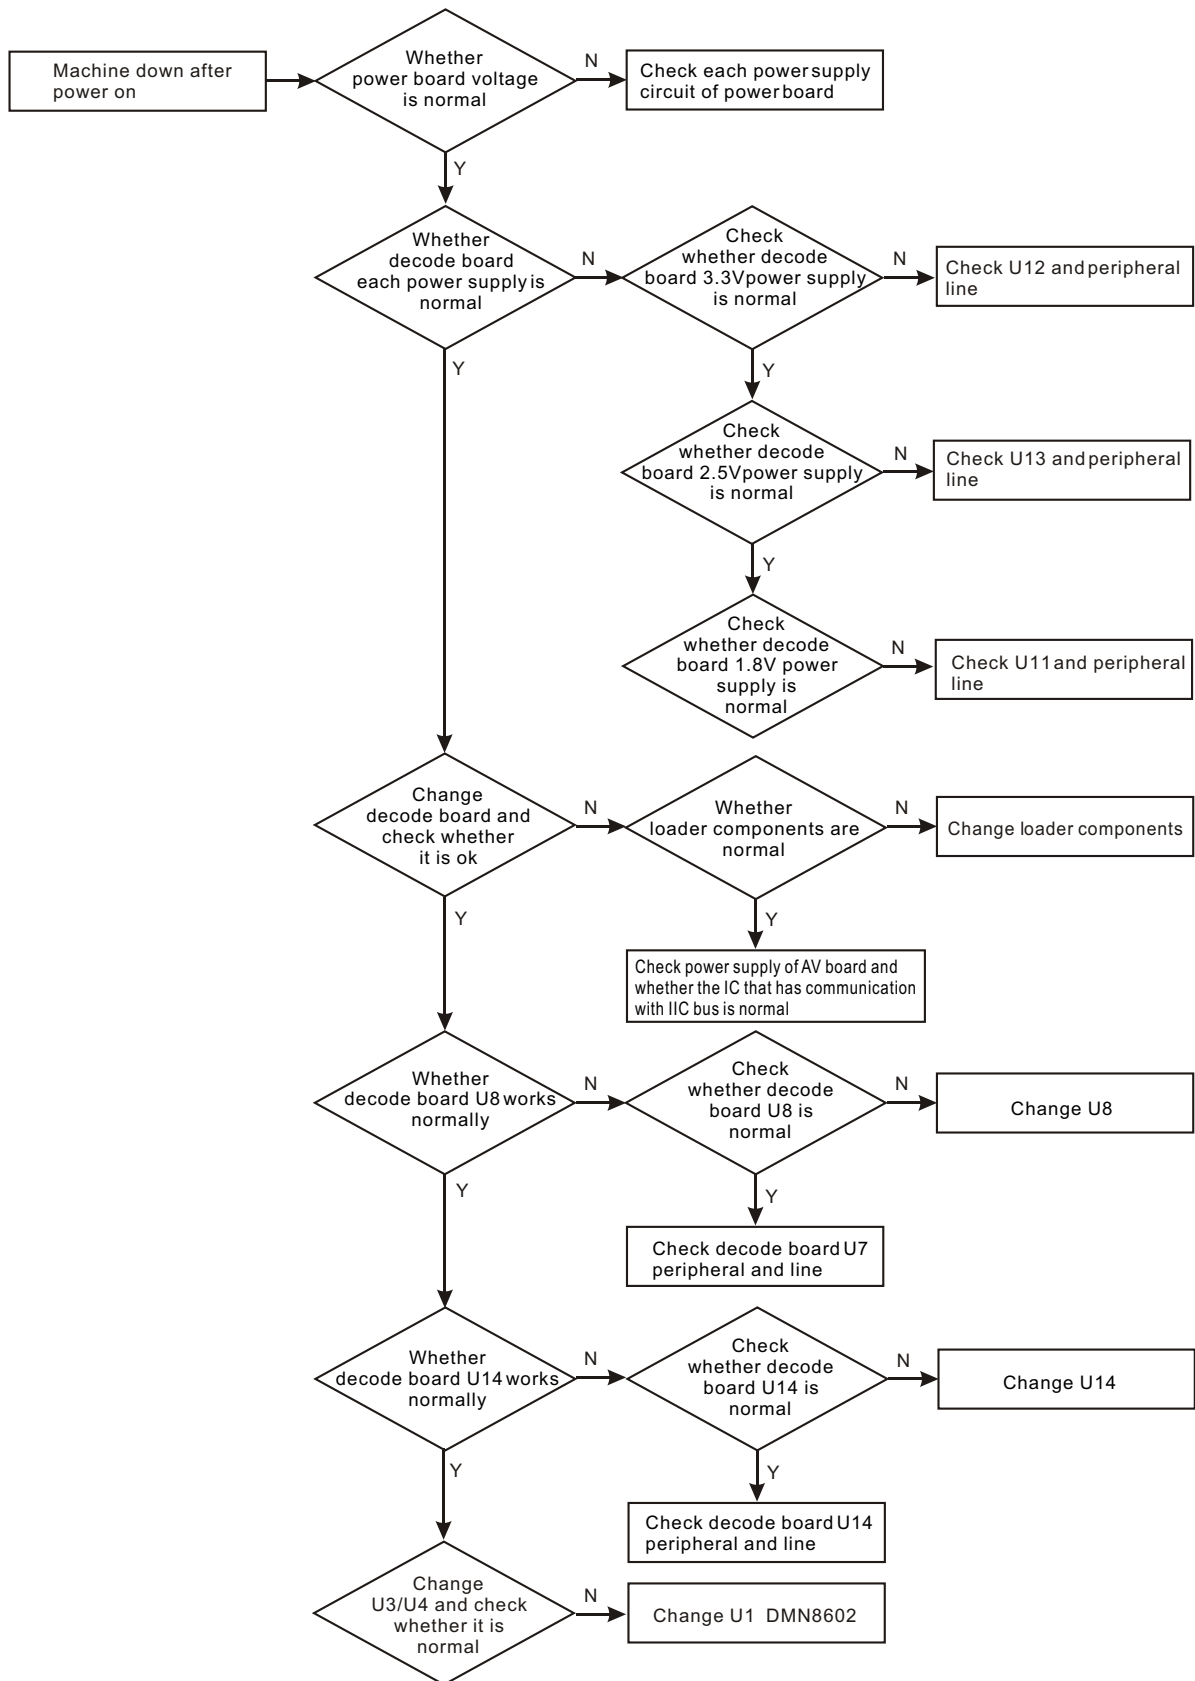 Machine down after
power on
Whether
power board voltage
is normal
N
Check each power supply
circuit of power board
Y
Whether
decode board
each power supply is
normal
N
Check
whether decode
board 3.3V power supply
is normal
N
Check U12 and peripheral
line
Y
Y
Check
whether decode
board 2.5V power supply
is normal
N
Check U13 and peripheral
line
Y
Check
whether decode
board 1.8V power
supply is
normal
N
Check U11 and peripheral
line
Change
decode board and
check whether
it is ok
N
Whether
loader components are
normal
N
Change loader components
Y
Y
Check power supply of AV board and
whether the IC that has communication
with IIC bus is normal
Whether
decode board U8 works
normally
N
Check
whether decode
board U8 is
normal
N
Change U8
Y
Y
Check decode board U7
peripheral and line
Whether
decode board U14 works
normally
N
Check
whether decode
board U14 is
normal
N
Change U14
Y
Y
Check decode board U14
peripheral and line
Change
U3/U4 and check
whether it is
normal
N
Change U1 DMN8602